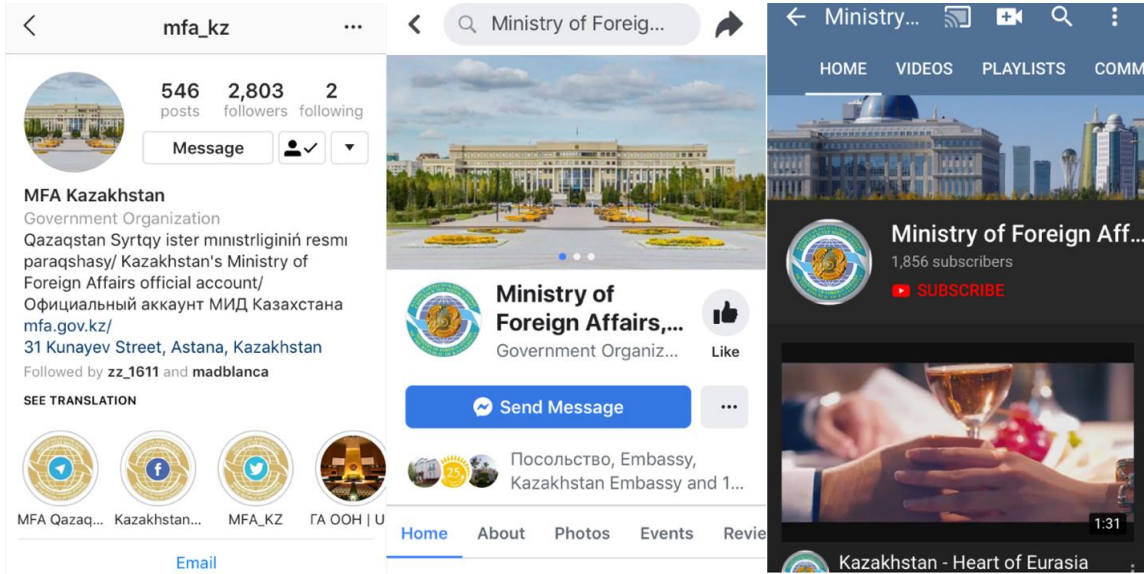 mfa_kz
546 2,803 2
posts followers following
Message
MFA Kazakhstan
Government Organization
Qazaqstan Syrtqy ister mınıstrliginiń resmı
paraqshasy/ Kazakhstan's Ministry of
Foreign Affairs official account/
Официальный аккаунт МИД Казахстана
mfa.gov.kz/
31 Kunayev Street, Astana, Kazakhstan
Followed by zz_1611 and madblanca
SEE TRANSLATION
MFA Qazaq... Kazakhstan... MFA_KZ ГА ООН | U
Email
Ministry of Foreig...
Ministry of
Foreign Affairs,...
Government Organiz...
Like
Send Message
25
Посольство, Embassy,
Kazakhstan Embassy and 1...
Home About Photos Events Revie
Ministry...
HOME VIDEOS PLAYLISTS COMM
Ministry of Foreign Aff...
1,856 subscribers
SUBSCRIBE
1:31
Kazakhstan - Heart of Eurasia